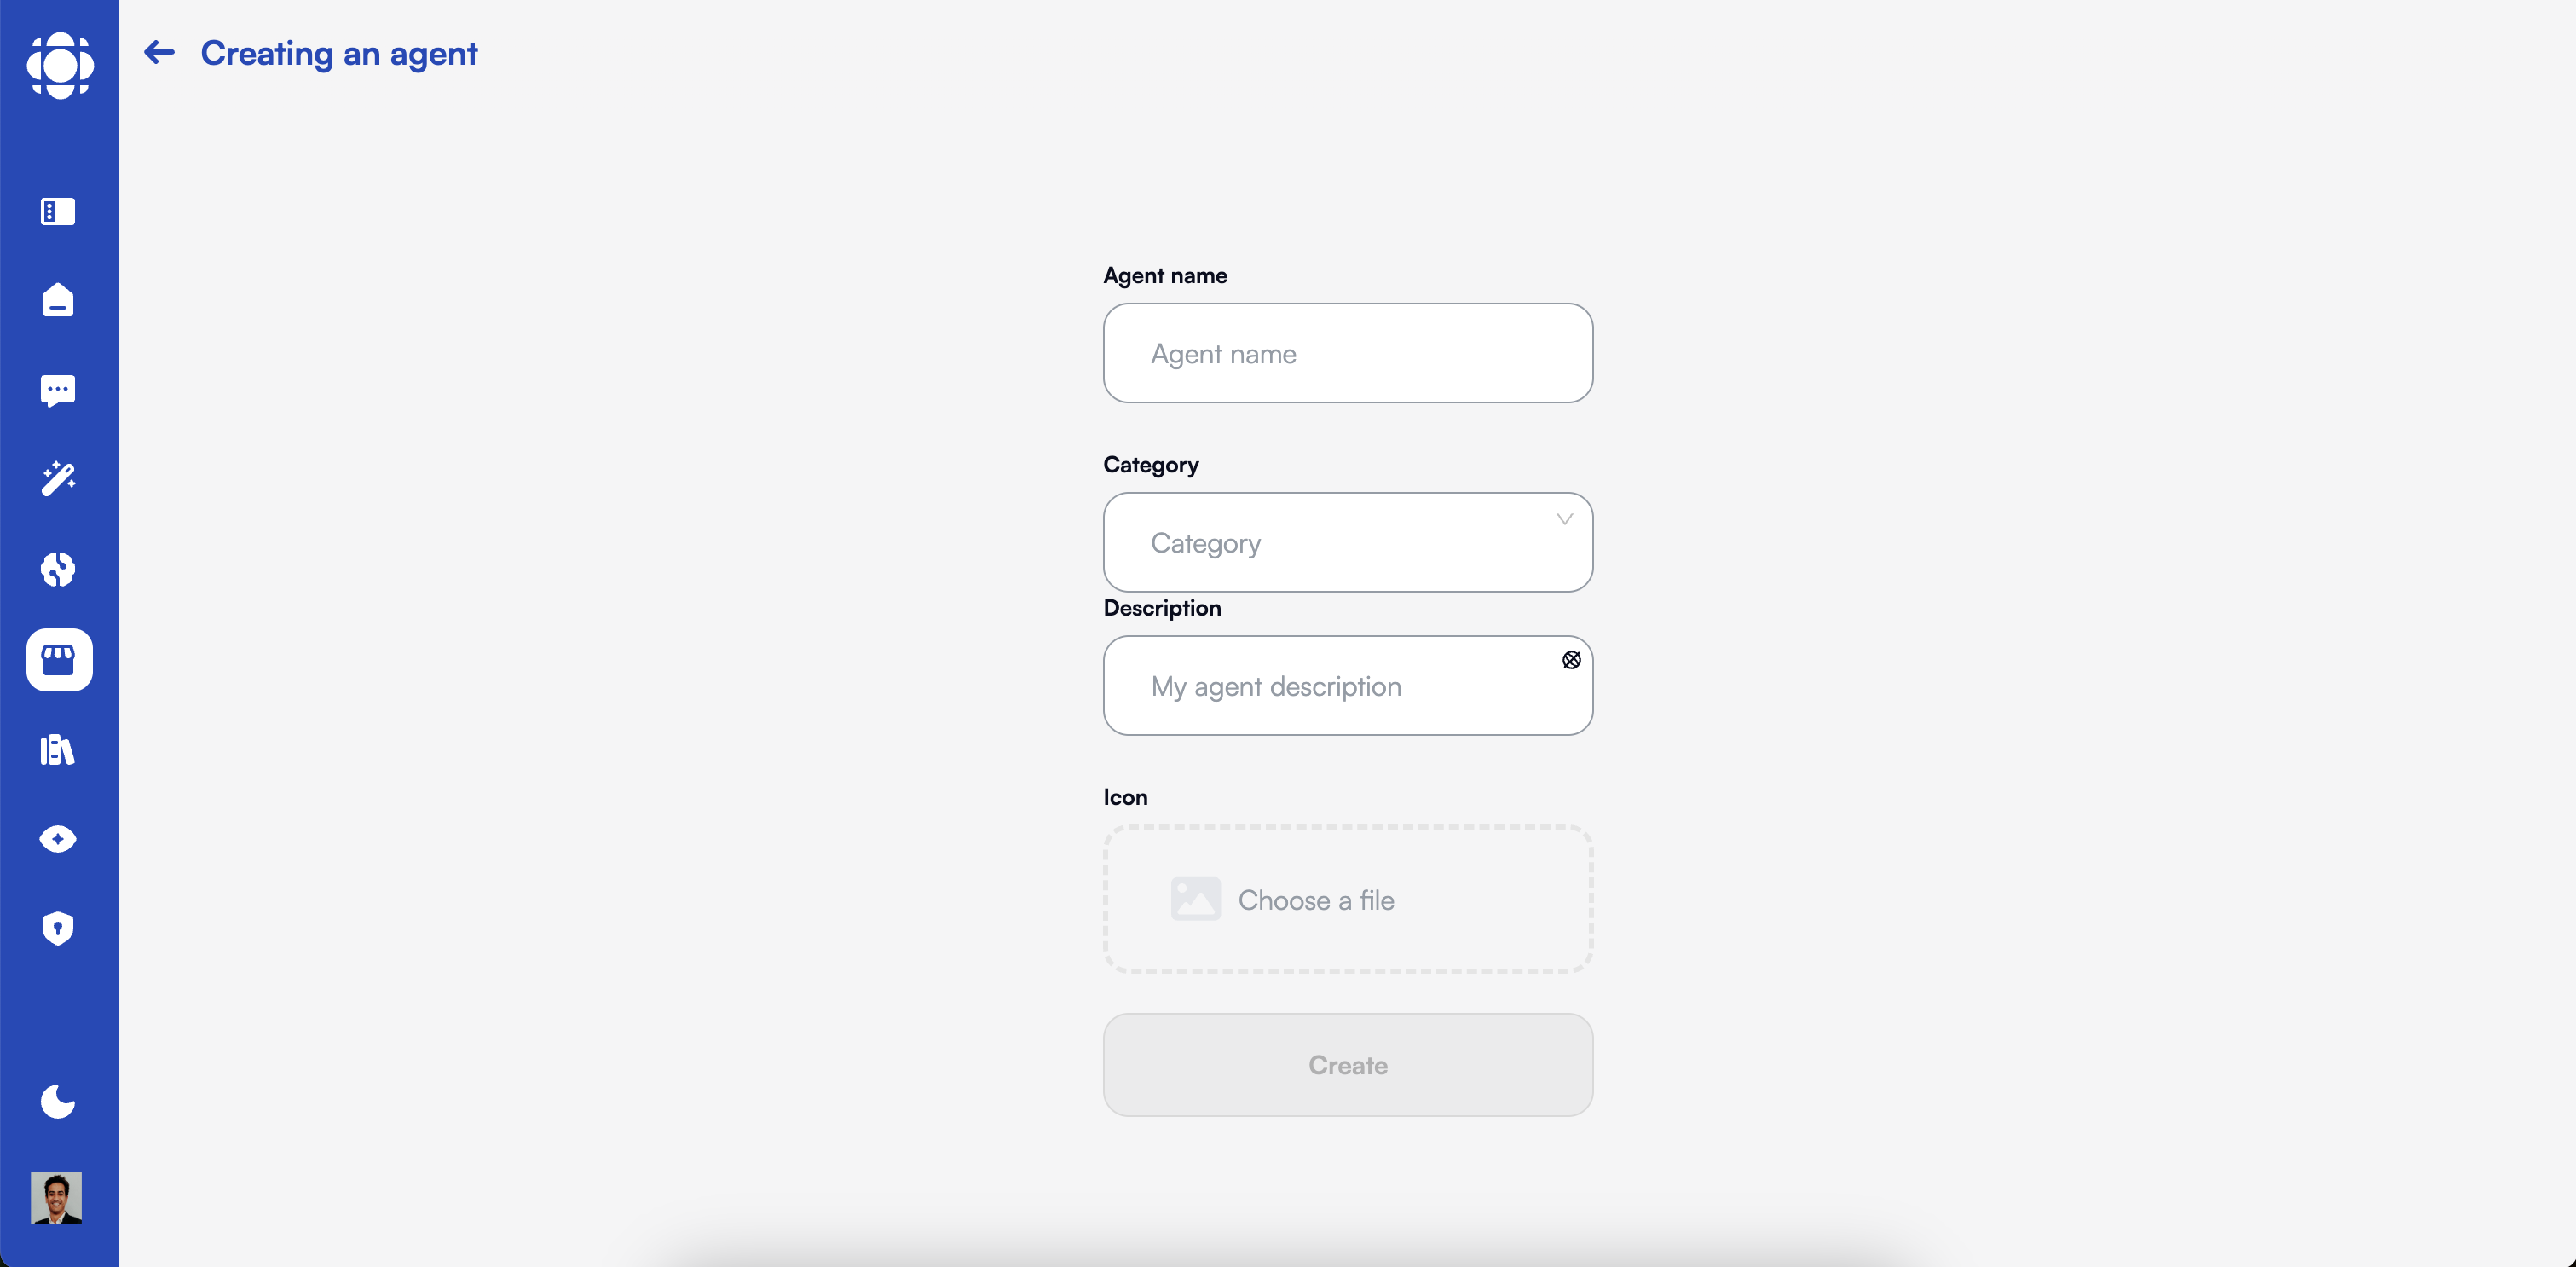 Creating an agent
Agent name
Agent name
Category
Category
Description
My agent description
Icon
Choose a file
Create